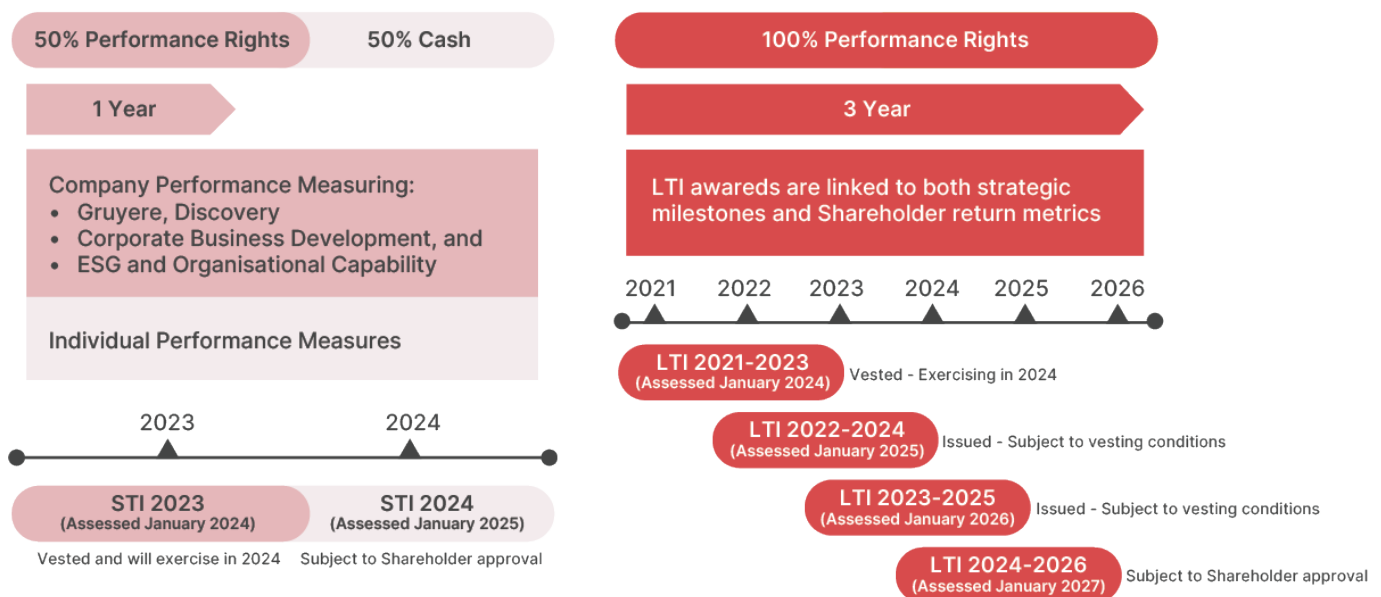 50% Performance Rights
50% Cash
1 Year
Company Performance Measuring:
• Gruyere, Discovery
• Corporate Business Development, and
• ESG and Organisational Capability
Individual Performance Measures
2023
2024
STI 2023
(Assessed January 2024)
STI 2024
(Assessed January 2025)
Vested and will exercise in 2024
Subject to Shareholder approval
100% Performance Rights
3 Year
LTI awareds are linked to both strategic
milestones and Shareholder return metrics
2021
2022
2023
2024
2025
2026
LTI 2021-2023
(Assessed January 2024)
Vested - Exercising in 2024
LTI 2022-2024
(Assessed January 2025)
Issued - Subject to vesting conditions
LTI 2023-2025
(Assessed January 2026)
Issued - Subject to vesting conditions
LTI 2024-2026
(Assessed January 2027)
Subject to Shareholder approval